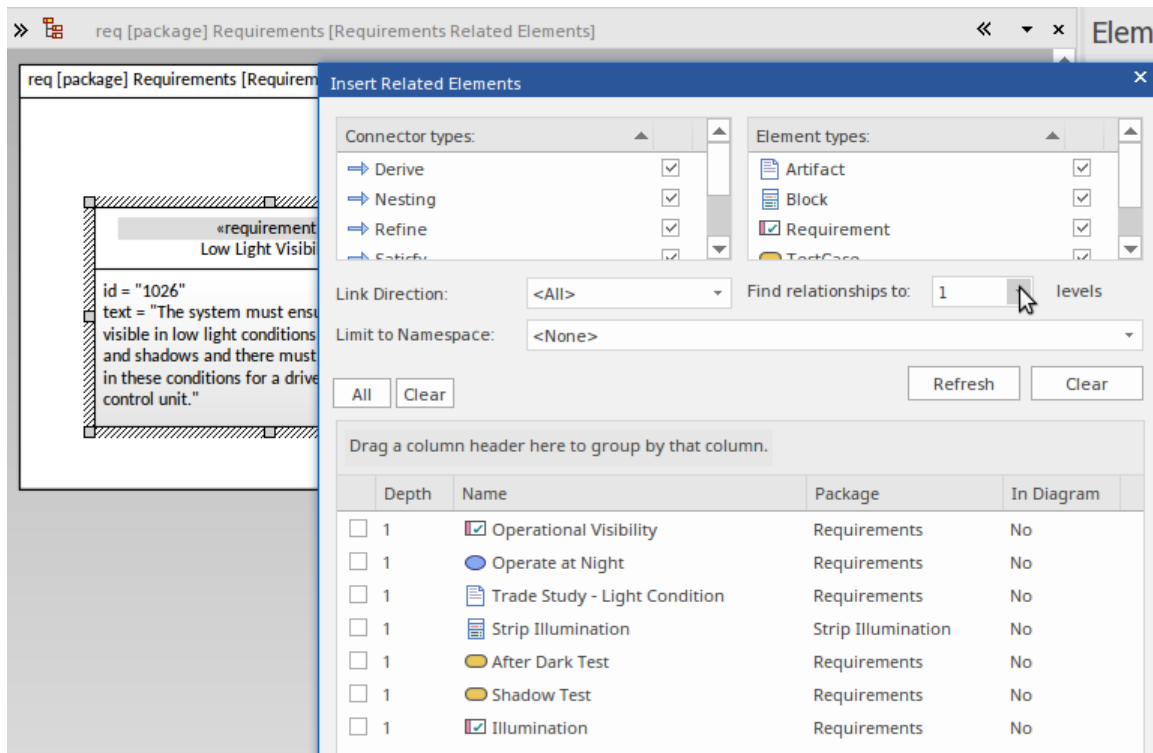 req [package] Requirements [Requirements Related Elements]
Elem
req [package] Requirements [Requirem
«requirement
Low Light Visibi
id = "1026"
text = "The system must ensu
visible in low light conditions
and shadows and there must
in these conditions for a drive
control unit."
Insert Related Elements
Connector types:
Derive
Nesting
Refine
Satisfy
Element types:
Artifact
Block
Requirement
TestCase
Link Direction: <All>
Find relationships to: 1 levels
Limit to Namespace: <None>
All Clear
Refresh Clear
Drag a column header here to group by that column.
Depth Name Package In Diagram
1 Operational Visibility Requirements No
1 Operate at Night Requirements No
1 Trade Study - Light Condition Requirements No
1 Strip Illumination Strip Illumination No
1 After Dark Test Requirements No
1 Shadow Test Requirements No
1 Illumination Requirements No